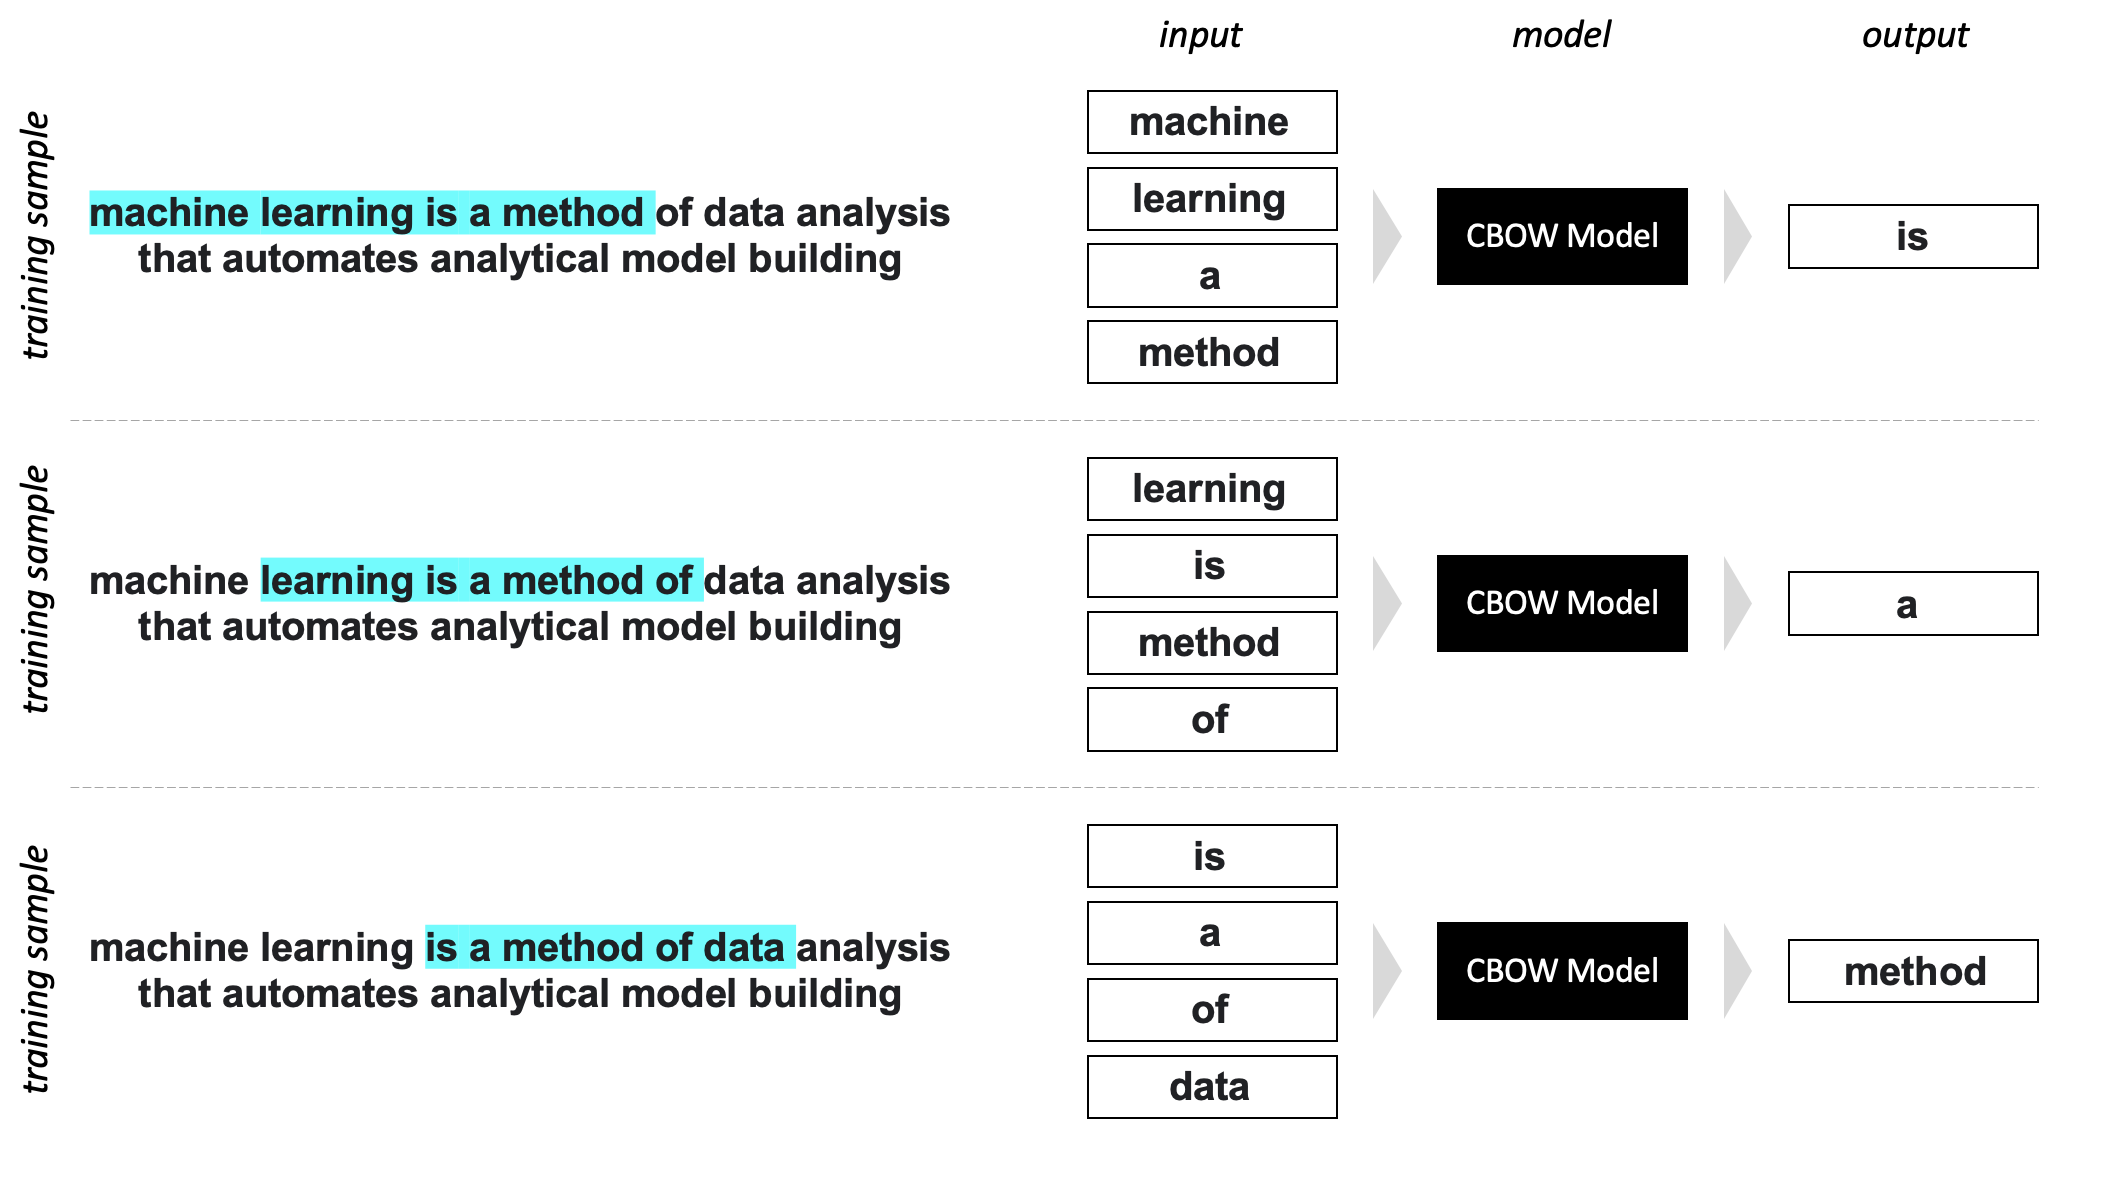 input model output
training sample
machine learning is a method of data analysis
that automates analytical model building
machine
learning
a
method
CBOW Model
is
training sample
machine learning is a method of data analysis
that automates analytical model building
learning
is
method
of
CBOW Model
a
training sample
machine learning is a method of data analysis
that automates analytical model building
is
a
of
data
CBOW Model
method